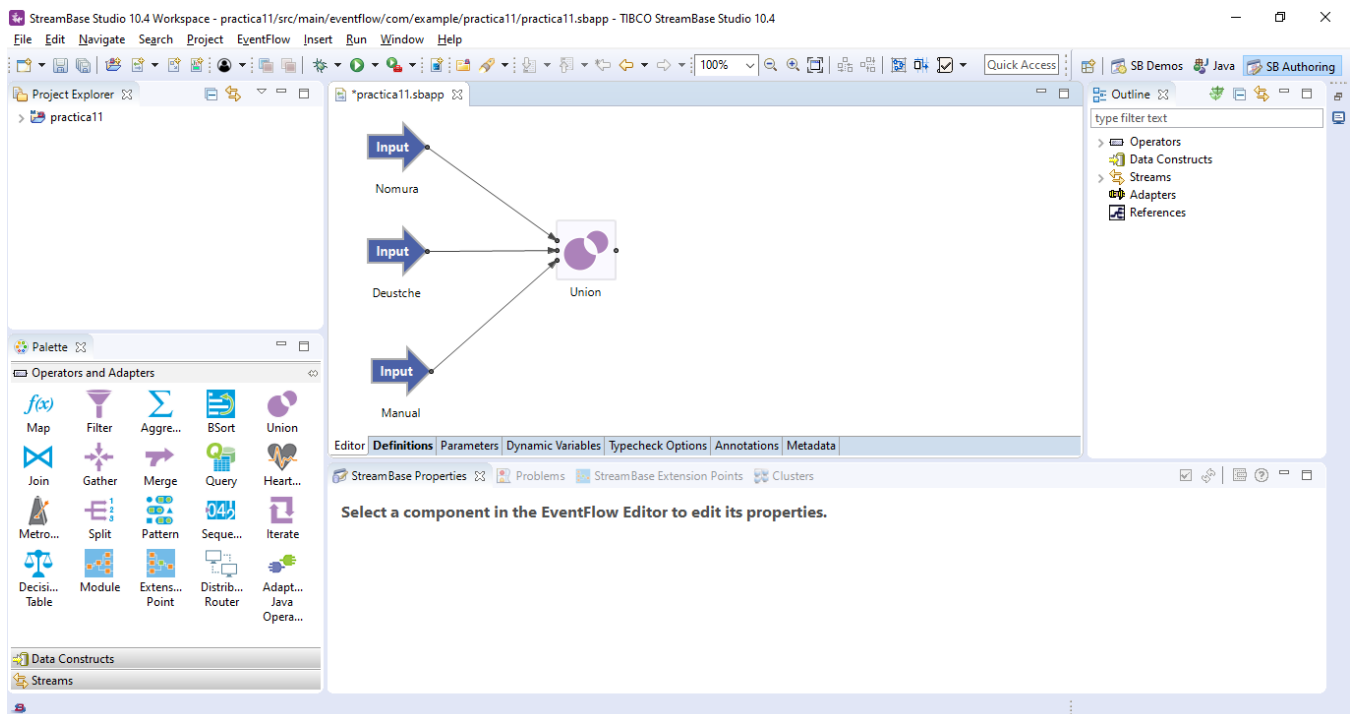 StreamBase Studio 10.4 Workspace - practica11/src/main/eventflow/com/example/practica11/practica11.sbapp - TIBCO StreamBase Studio 10.4
File Edit Navigate Search Project EventFlow Insert Run Window Help
100% Quick Access SB Demos Java SB Authoring
Project Explorer
practica11
*practica11.sbapp
Input
Nomura
Input
Deustche
Union
Input
Manual
Editor Definitions Parameters Dynamic Variables Typecheck Options Annotations Metadata
Outline
type filter text
Operators
Data Constructs
Streams
Adapters
References
Palette
Operators and Adapters
f(x)
Map Filter Aggre... BSort Union
Join Gather Merge Query Heart...
Metro... Split Pattern Seque... Iterate
Decisi... Table
Module
Extens... Point
Distrib... Router
Adapt... Java Opera...
Data Constructs
Streams
StreamBase Properties Problems StreamBase Extension Points Clusters
Select a component in the EventFlow Editor to edit its properties.